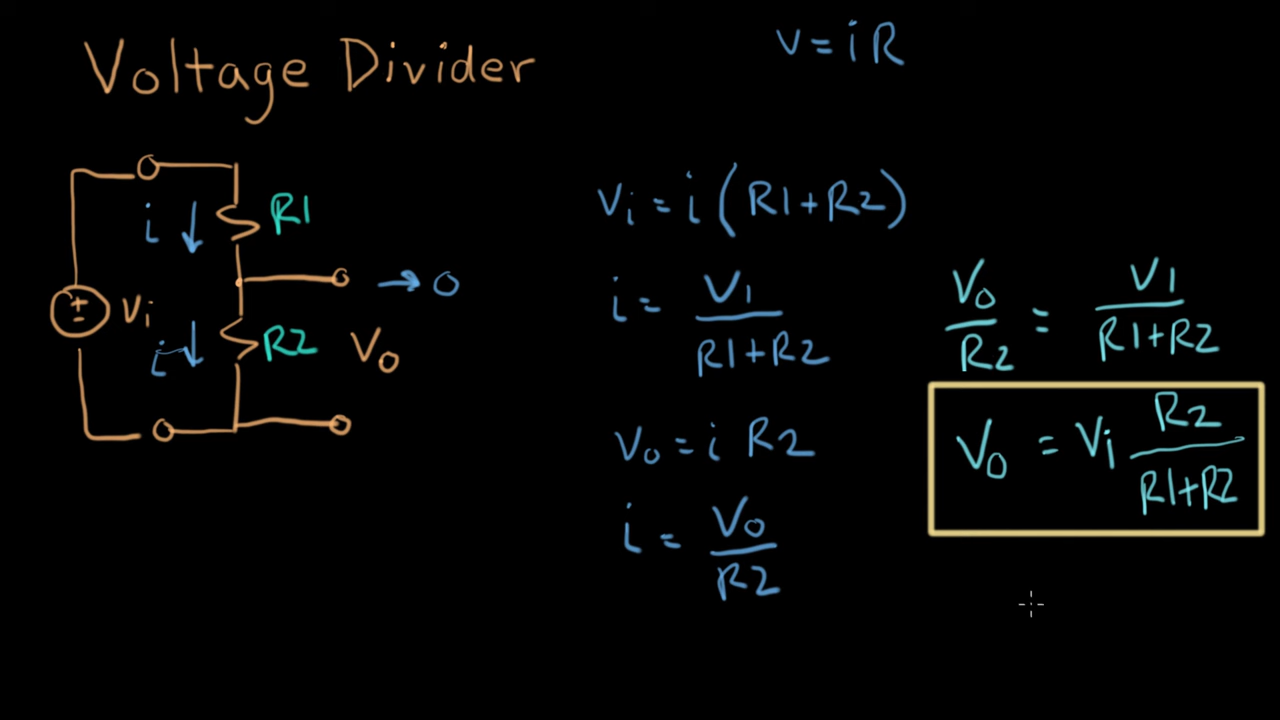 Voltage Divider
v = i R
i ↓ R1
→ 0
± Vi
i ↓ R2 Vo
vi = i (R1+R2)
i = V1 / R1+R2
vo = i R2
i = Vo / R2
Vo / R2 = V1 / R1+R2
Vo = Vi R2 / R1+R2